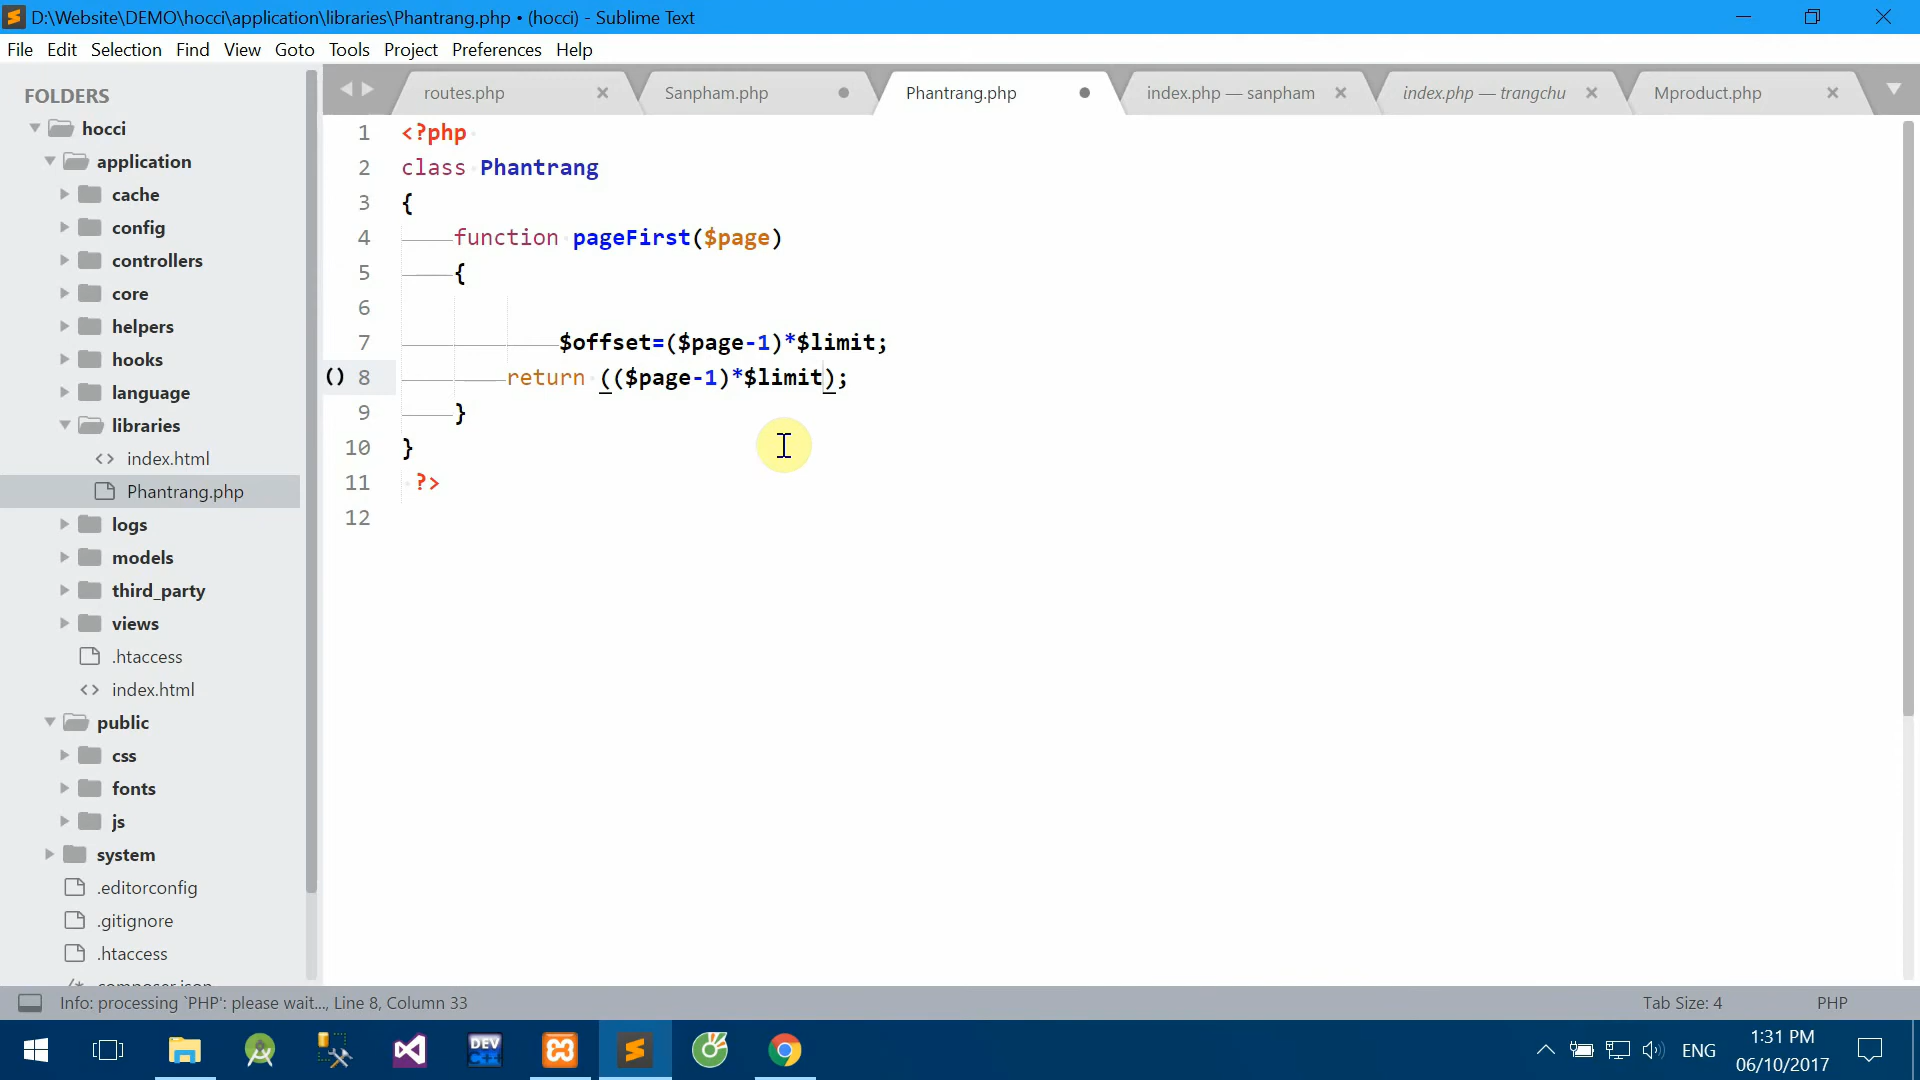 D:\Website\DEMO\hocci\application\libraries\Phantrang.php • (hocci) - Sublime Text
File Edit Selection Find View Goto Tools Project Preferences Help
FOLDERS
hocci
application
cache
config
controllers
core
helpers
hooks
language
libraries
index.html
Phantrang.php
logs
models
third_party
views
.htaccess
index.html
public
css
fonts
js
system
.editorconfig
.gitignore
.htaccess
composer.json
routes.php Sanpham.php Phantrang.php index.php — sanpham index.php — trangchu Mproduct.php
1 <?php
2 class Phantrang
3 {
4 function pageFirst($page)
5 {
6
7 $offset=($page-1)*$limit;
() 8 return (($page-1)*$limit);
9 }
10 }
11 ?>
12
Info: processing `PHP': please wait..., Line 8, Column 33 Tab Size: 4 PHP
DEV
C++
ENG
1:31 PM
06/10/2017